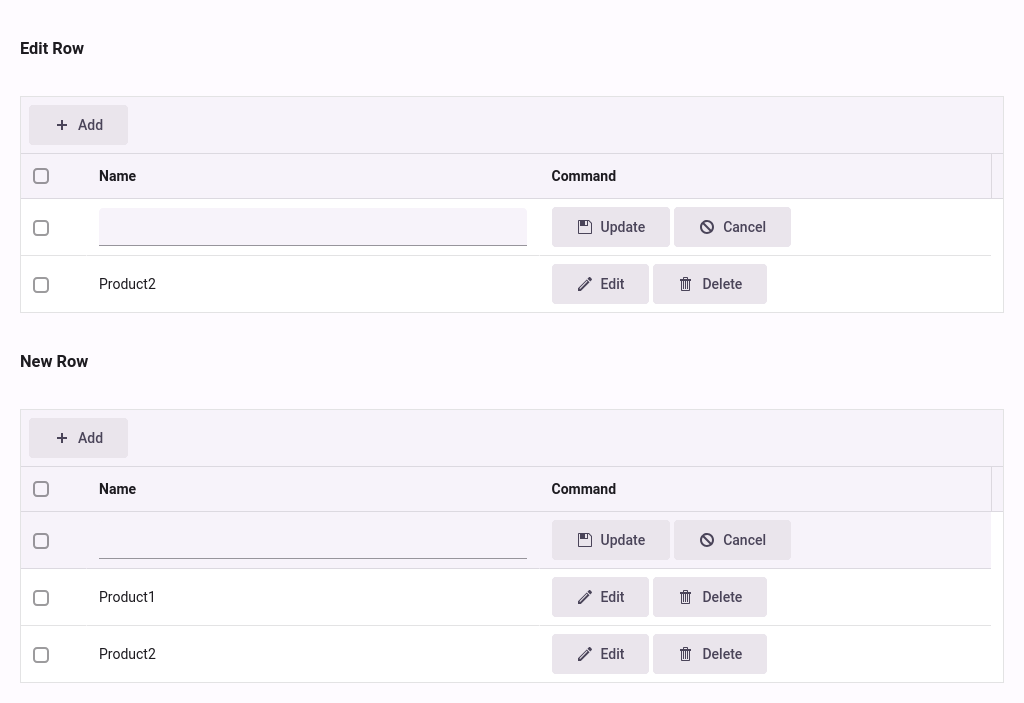 Edit Row
Add
Name Command
Update Cancel
Product2 Edit Delete
New Row
Add
Name Command
Update Cancel
Product1 Edit Delete
Product2 Edit Delete